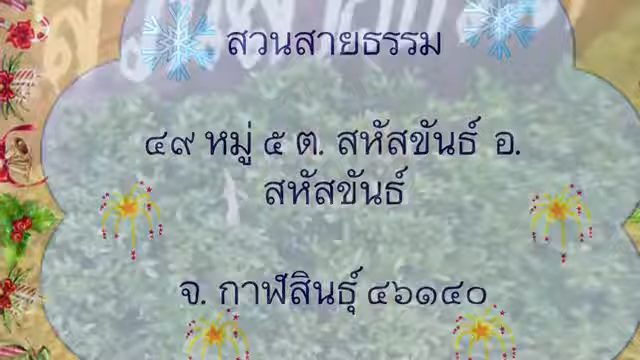 สวนสายธรรม
๔๙ หมู่ ๕ ต. สหัสขันธ์ อ.
สหัสขันธ์
จ. กาฬสินธุ์ ๔๖๑๔๐